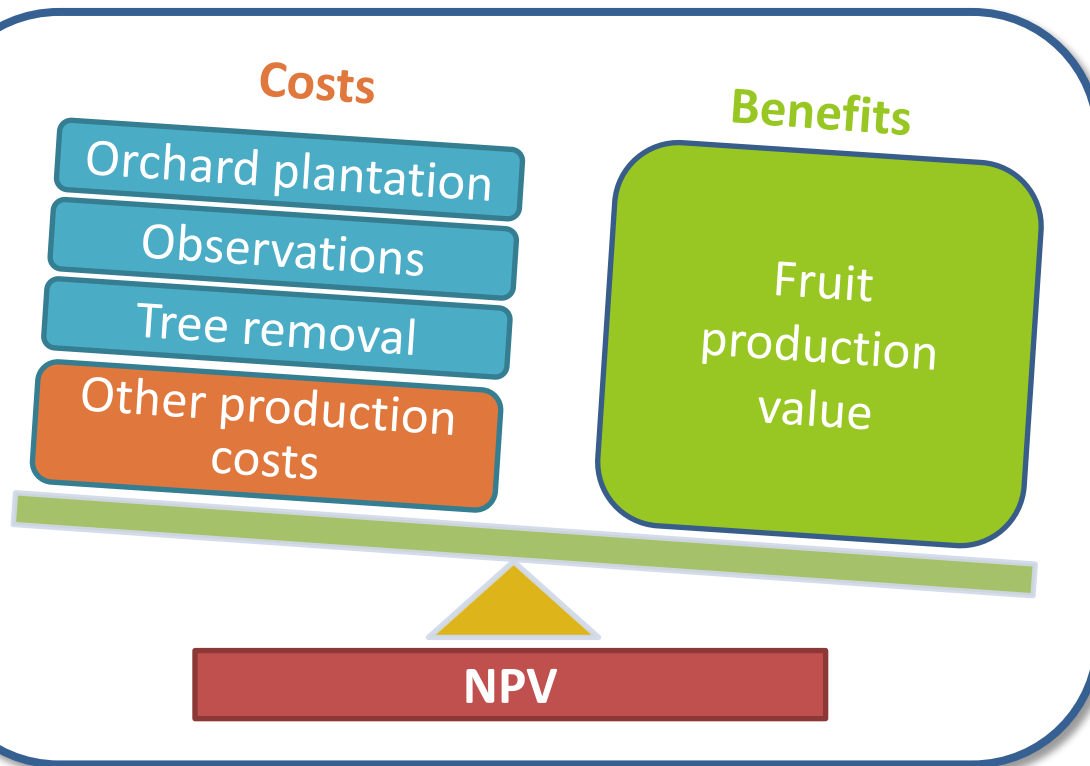 Costs
Orchard plantation
Observations
Tree removal
Other production
costs
Benefits
Fruit
production
value
NPV